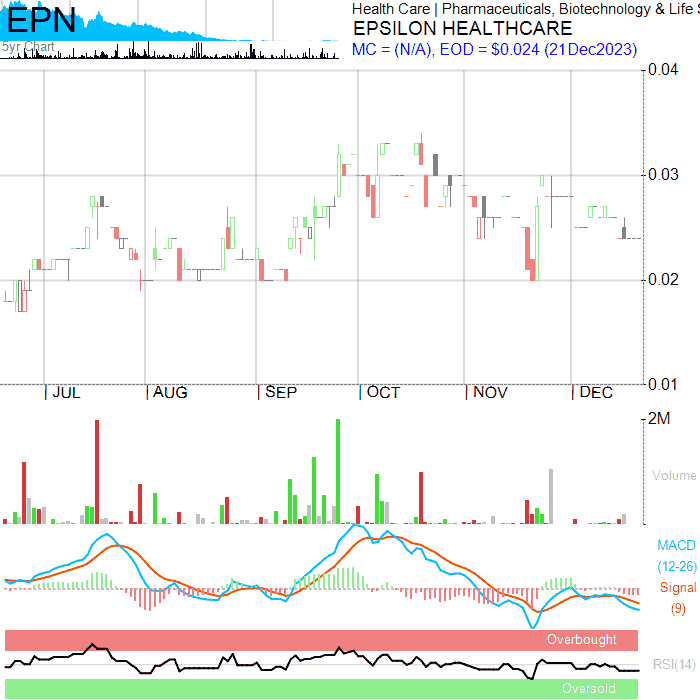 EPN
5yr Chart
Health Care | Pharmaceuticals, Biotechnology & Life S
EPSILON HEALTHCARE
MC = (N/A), EOD = $0.024 (21Dec2023)
0.04
0.03
0.02
0.01
| JUL | AUG | SEP | OCT | NOV | DEC
2M
Volume
MACD
(12-26)
Signal
(9)
Overbought
RSI(14)
Oversold